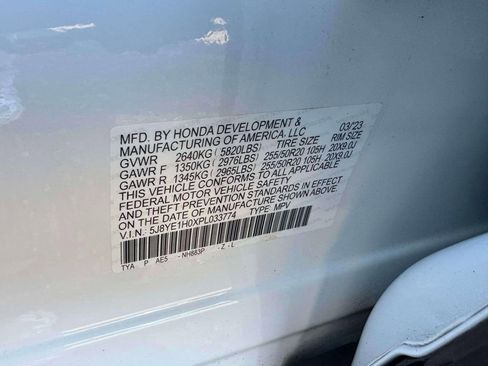 MFD. BY HONDA DEVELOPMENT & 03/23
MANUFACTURING OF AMERICA, LLC
TIRE SIZE RIM SIZE
GVWR 2640KG (5820LBS)
GAWR F 1350KG (2976LBS) 255/50R20 105H 20X9.0J
GAWR R 1345KG (2965LBS) 255/50R20 105H 20X9.0J
THIS VEHICLE CONFORMS TO ALL APPLICABLE
FEDERAL MOTOR VEHICLE SAFETY
AND THEFT PREVENTION STANDARDS IN EFFECT
ON THE DATE OF MANUFACTURE SHOWN ABOVE.
V.I.N.: 5J8YE1H0XPL033774 TYPE: MPV
TYA P AE5 -NH883P -Z -L